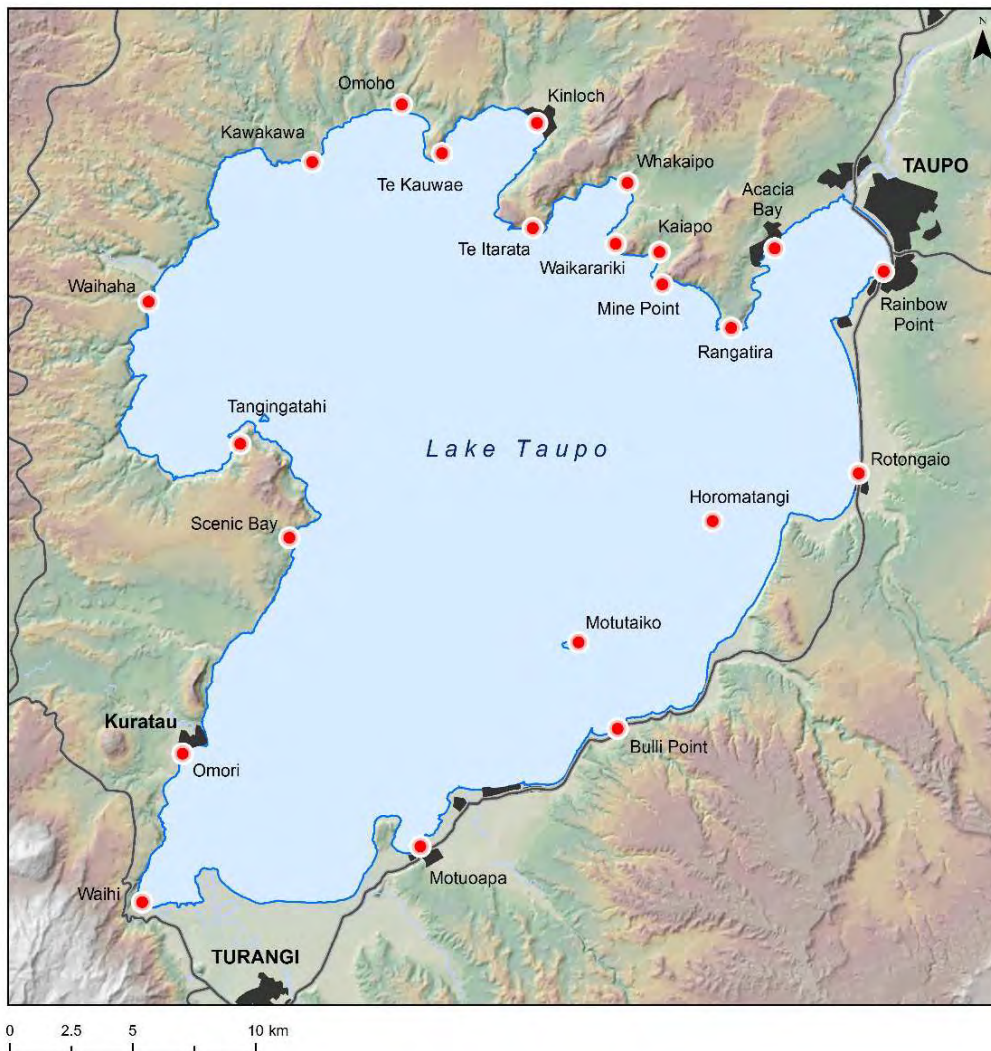 N
Omoho
Kinloch
Kawakawa
Te Kauwae
Whakaipo
TAUPO
Acacia
Bay
Te Itarata
Kaiapo
Waikarariki
Waihaha
Mine Point
Rainbow
Point
Rangatira
Tangingatahi
Lake Taupo
Rotongaio
Horomatangi
Scenic Bay
Motutaiko
Kuratau
Bulli Point
Omori
Motuoapa
Waihi
TURANGI
0 2.5 5 10 km